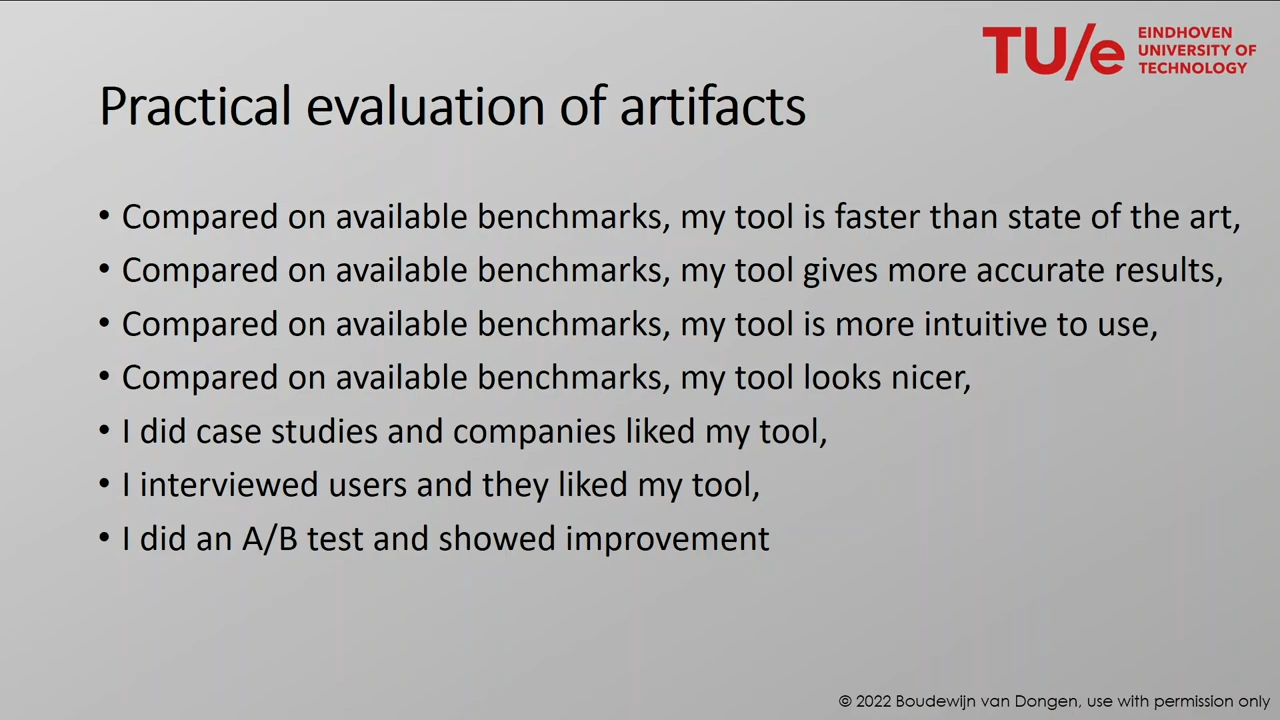 TU/e EINDHOVEN
UNIVERSITY OF
TECHNOLOGY
Practical evaluation of artifacts
• Compared on available benchmarks, my tool is faster than state of the art,
• Compared on available benchmarks, my tool gives more accurate results,
• Compared on available benchmarks, my tool is more intuitive to use,
• Compared on available benchmarks, my tool looks nicer,
• I did case studies and companies liked my tool,
• I interviewed users and they liked my tool,
• I did an A/B test and showed improvement
© 2022 Boudewijn van Dongen, use with permission only